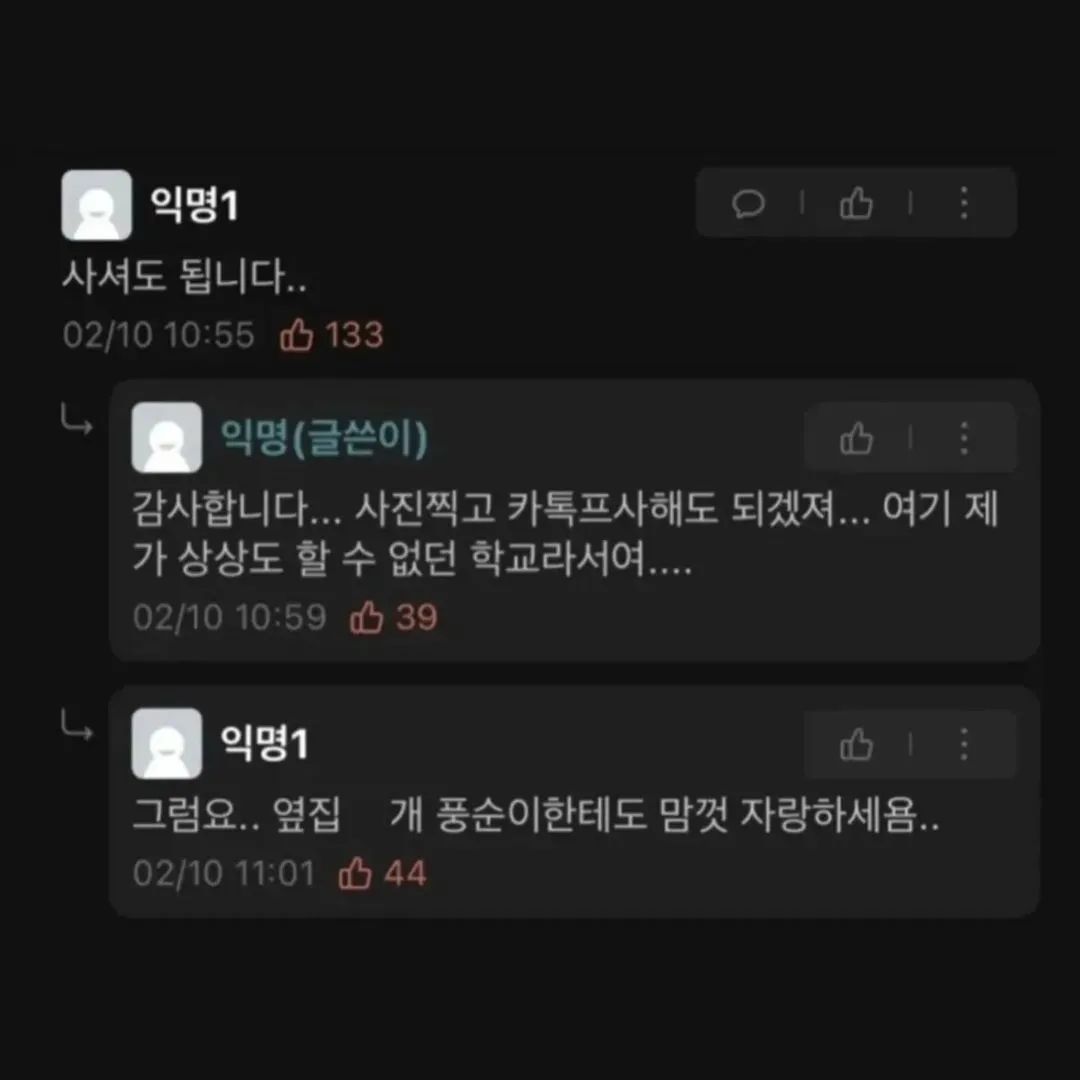 익명1
사셔도 됩니다..
02/10 10:55 133
익명(글쓴이)
감사합니다... 사진찍고 카톡프사해도 되겠져... 여기 제
가 상상도 할 수 없던 학교라서여....
02/10 10:59 39
익명1
그럼요.. 옆집 개 풍순이한테도 맘껏 자랑하세욤..
02/10 11:01 44